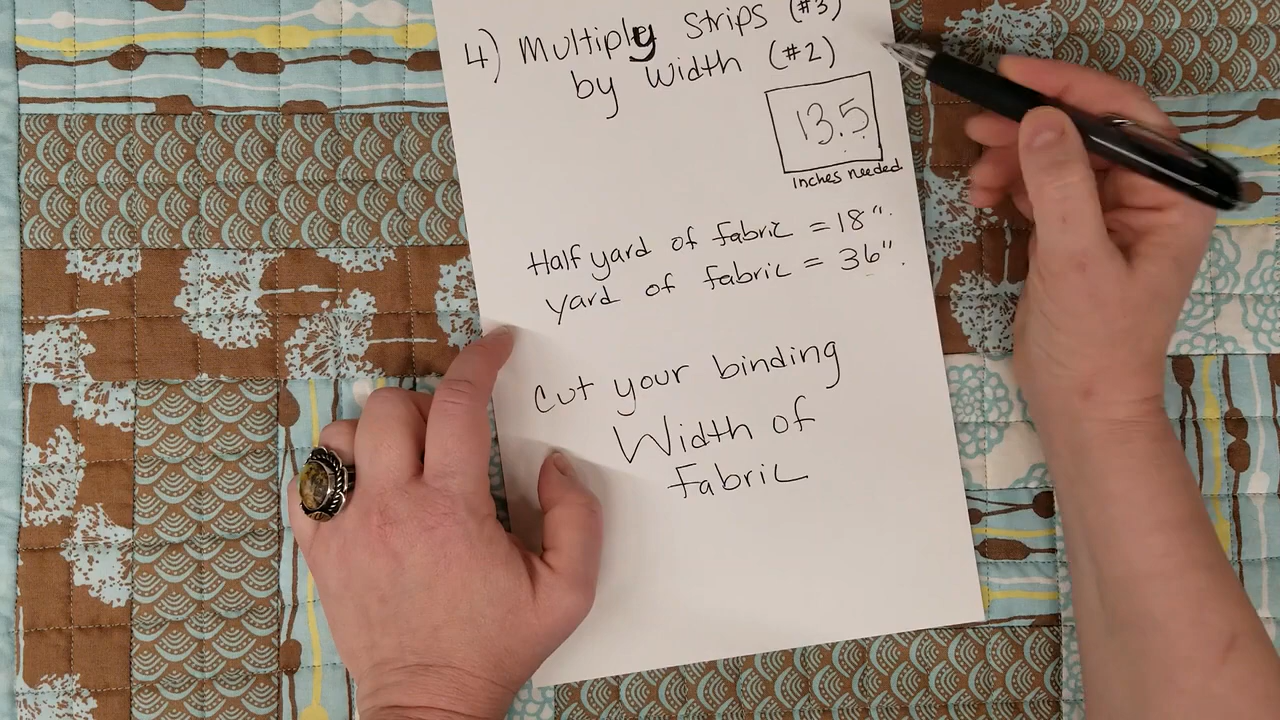 4) Multiply Strips (#3)
by Width (#2)
13.5
inches needed
Half yard of fabric = 18".
yard of fabric = 36".
Cut your binding
Width of
fabric